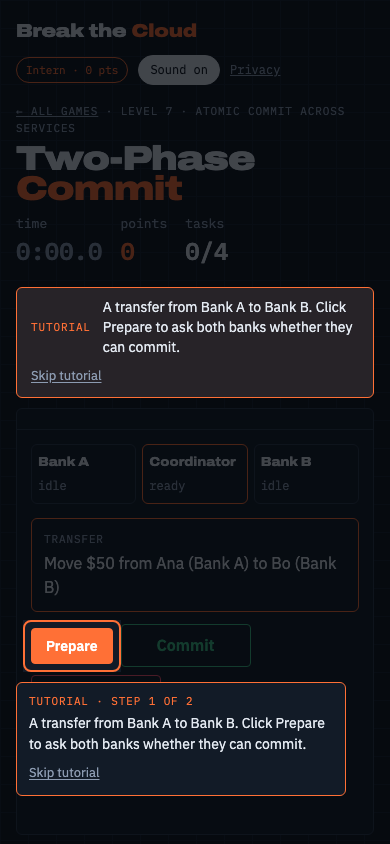 Break the Cloud
Intern · 0 pts
Sound on
Privacy
← ALL GAMES · LEVEL 7 · ATOMIC COMMIT ACROSS
SERVICES
Two-Phase
Commit
time points tasks
0:00.0 0 0/4
TUTORIAL
A transfer from Bank A to Bank B. Click
Prepare to ask both banks whether they
can commit.
Skip tutorial
Bank A Coordinator Bank B
idle ready idle
TRANSFER
Move $50 from Ana (Bank A) to Bo (Bank
B)
Prepare
Commit
TUTORIAL · STEP 1 OF 2
A transfer from Bank A to Bank B. Click Prepare
to ask both banks whether they can commit.
Skip tutorial